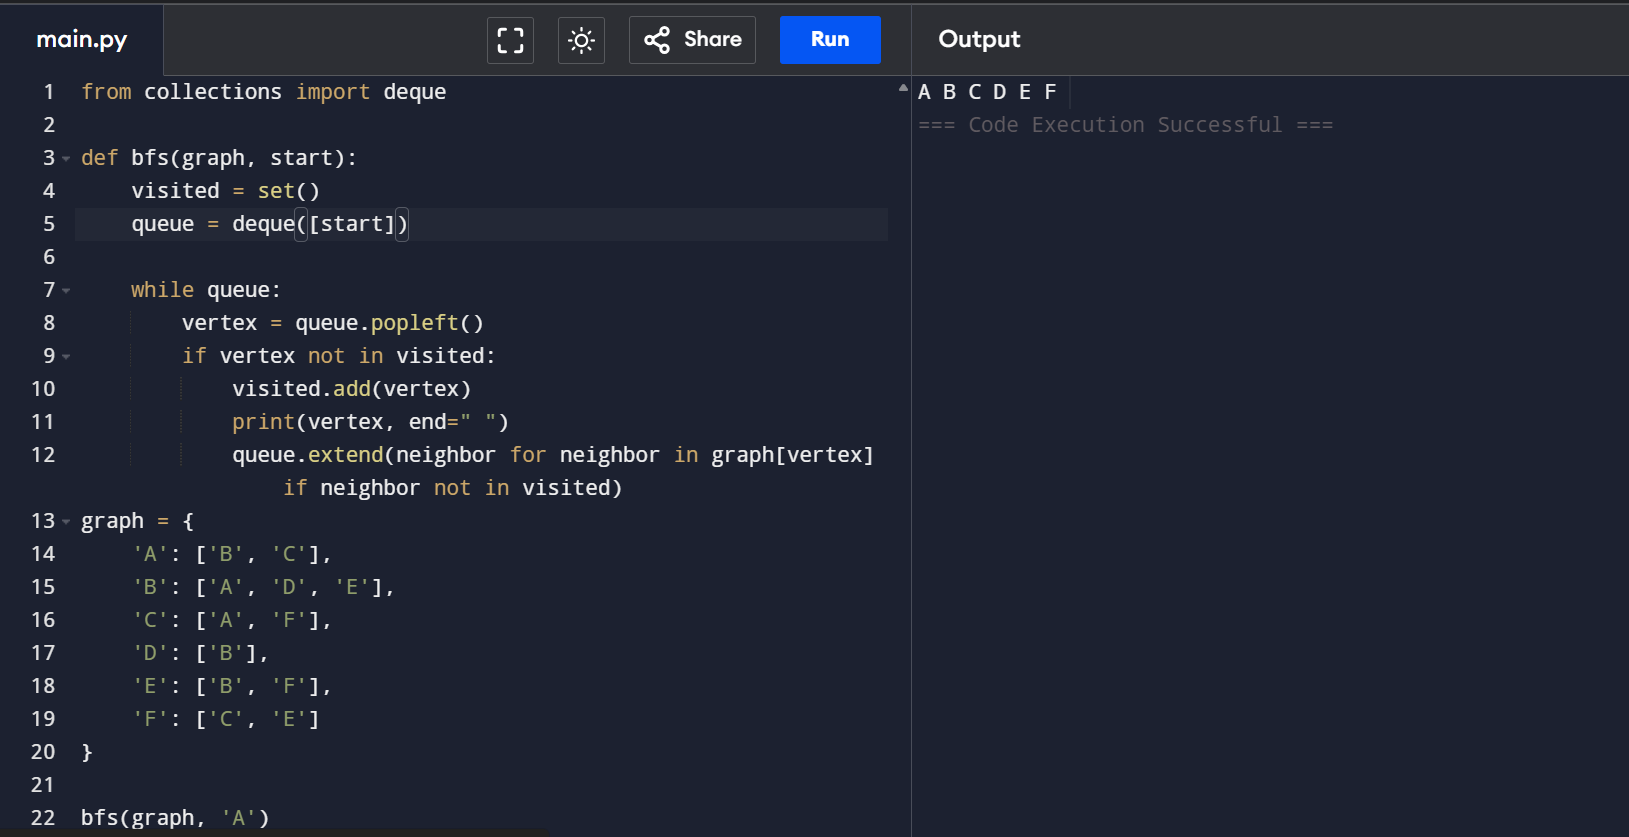 main.py Share Run Output
1 from collections import deque
2
3 def bfs(graph, start):
4     visited = set()
5     queue = deque([start])
6
7     while queue:
8         vertex = queue.popleft()
9         if vertex not in visited:
10             visited.add(vertex)
11             print(vertex, end=" ")
12             queue.extend(neighbor for neighbor in graph[vertex]
                if neighbor not in visited)
13 graph = {
14     'A': ['B', 'C'],
15     'B': ['A', 'D', 'E'],
16     'C': ['A', 'F'],
17     'D': ['B'],
18     'E': ['B', 'F'],
19     'F': ['C', 'E']
20 }
21
22 bfs(graph, 'A')
A B C D E F
=== Code Execution Successful ===